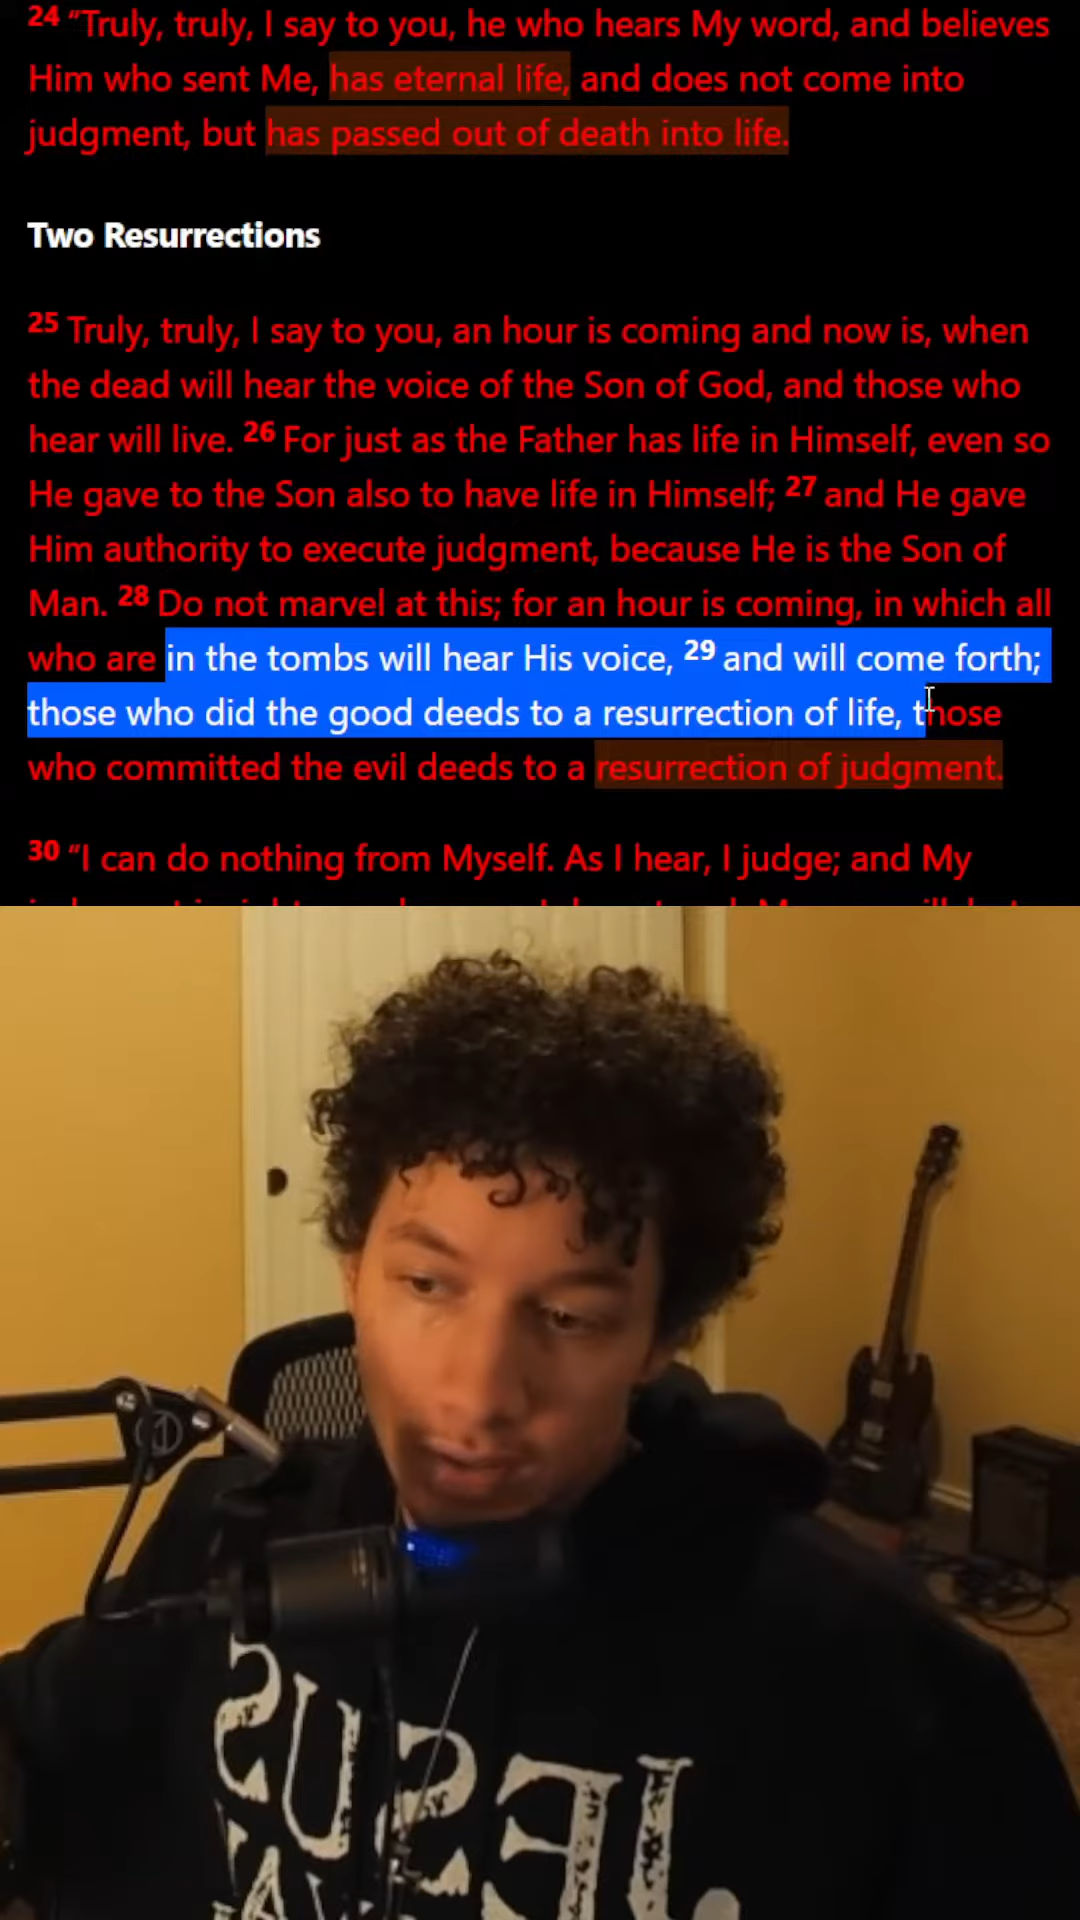 24 “Truly, truly, I say to you, he who hears My word, and believes
Him who sent Me, has eternal life, and does not come into
judgment, but has passed out of death into life.
Two Resurrections
25 Truly, truly, I say to you, an hour is coming and now is, when
the dead will hear the voice of the Son of God, and those who
hear will live. 26 For just as the Father has life in Himself, even so
He gave to the Son also to have life in Himself; 27 and He gave
Him authority to execute judgment, because He is the Son of
Man. 28 Do not marvel at this; for an hour is coming, in which all
who are in the tombs will hear His voice, 29 and will come forth;
those who did the good deeds to a resurrection of life, those
who committed the evil deeds to a resurrection of judgment.
30 “I can do nothing from Myself. As I hear, I judge; and My
JESUS